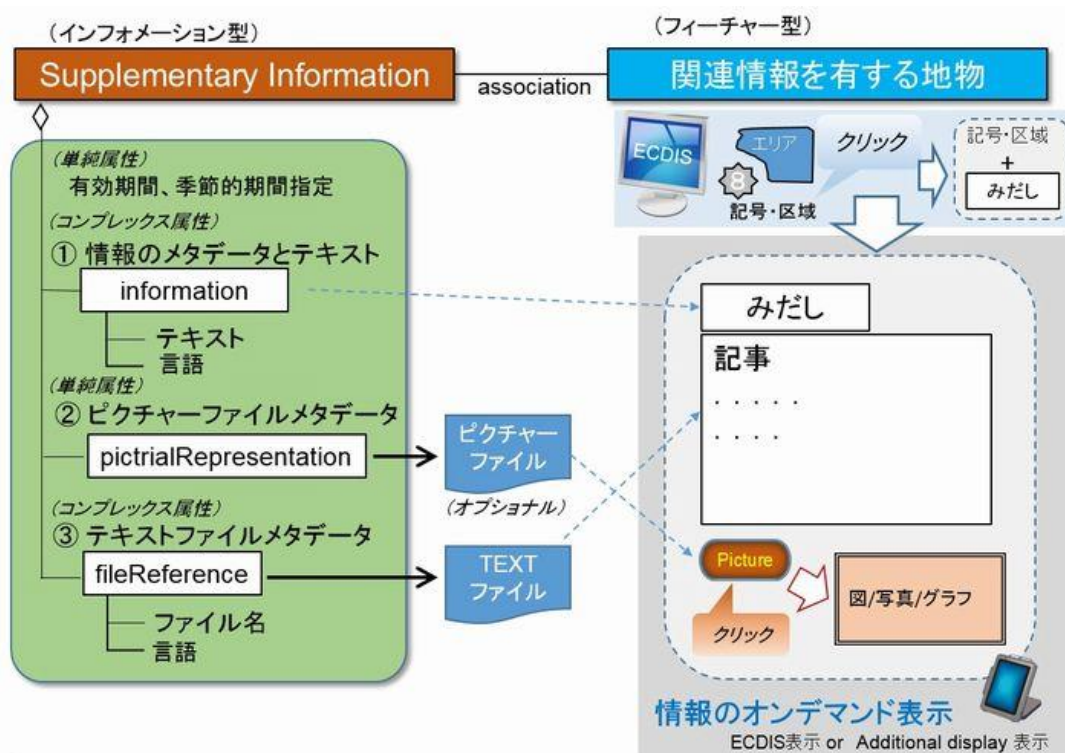 （インフォメーション型）
Supplementary Information
association
（フィーチャー型）
関連情報を有する地物
(単純属性)
有効期間、季節的期間指定
(コンプレックス属性)
① 情報のメタデータとテキスト
information
テキスト
言語
(単純属性)
② ピクチャーファイルメタデータ
pictrialRepresentation
(コンプレックス属性)
③ テキストファイルメタデータ
fileReference
ファイル名
言語
ピクチャー
ファイル
(オプショナル)
TEXT
ファイル
ECDIS
エリア
8
記号・区域
クリック
記号・区域
+
みだし
みだし
記事
. . . . .
. . . .
Picture
クリック
図/写真/グラフ
情報のオンデマンド表示
ECDIS表示 or Additional display 表示